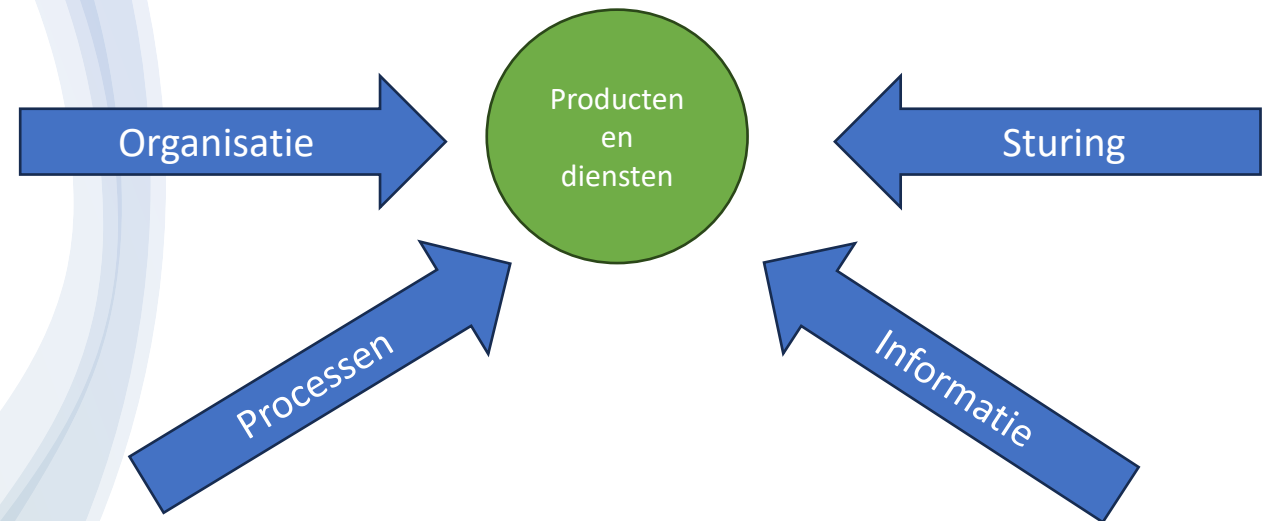 Producten
en
diensten
Organisatie
Sturing
Processen
Informatie